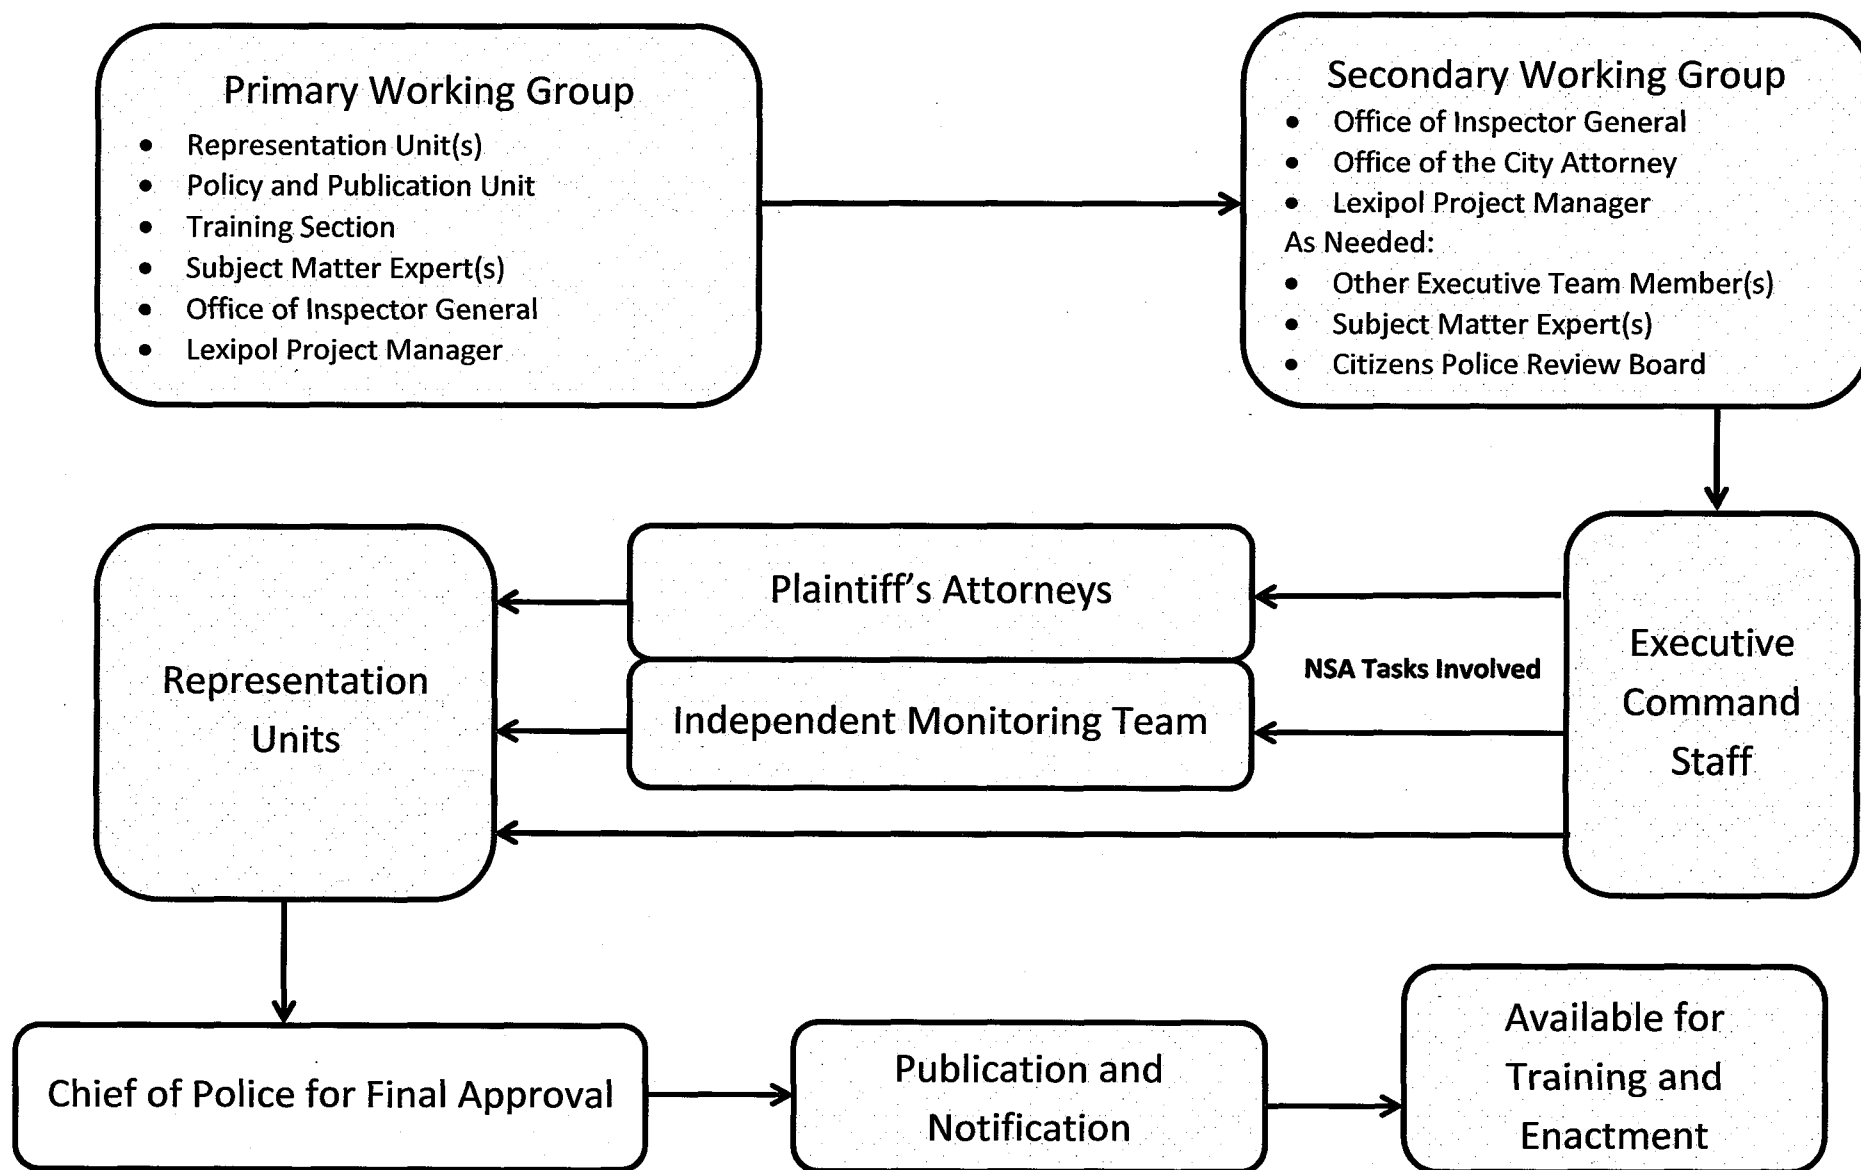 Primary Working Group
• Representation Unit(s)
• Policy and Publication Unit
• Training Section
• Subject Matter Expert(s)
• Office of Inspector General
• Lexipol Project Manager
Secondary Working Group
• Office of Inspector General
• Office of the City Attorney
• Lexipol Project Manager
As Needed:
• Other Executive Team Member(s)
• Subject Matter Expert(s)
• Citizens Police Review Board
Executive
Command
Staff
NSA Tasks Involved
Plaintiff’s Attorneys
Independent Monitoring Team
Representation
Units
Chief of Police for Final Approval
Publication and
Notification
Available for
Training and
Enactment